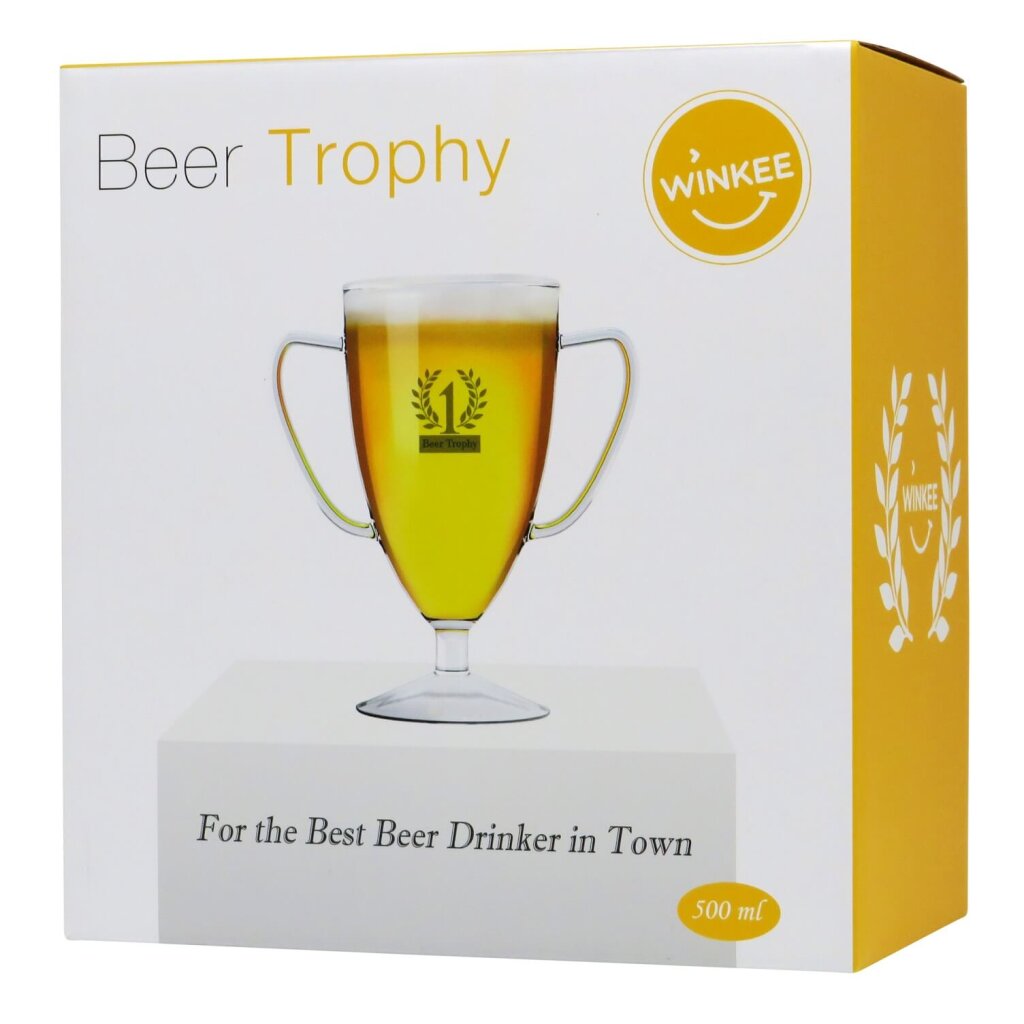 Beer Trophy
WINKEE
1
Beer Trophy
For the Best Beer Drinker in Town
500 ml
WINKEE